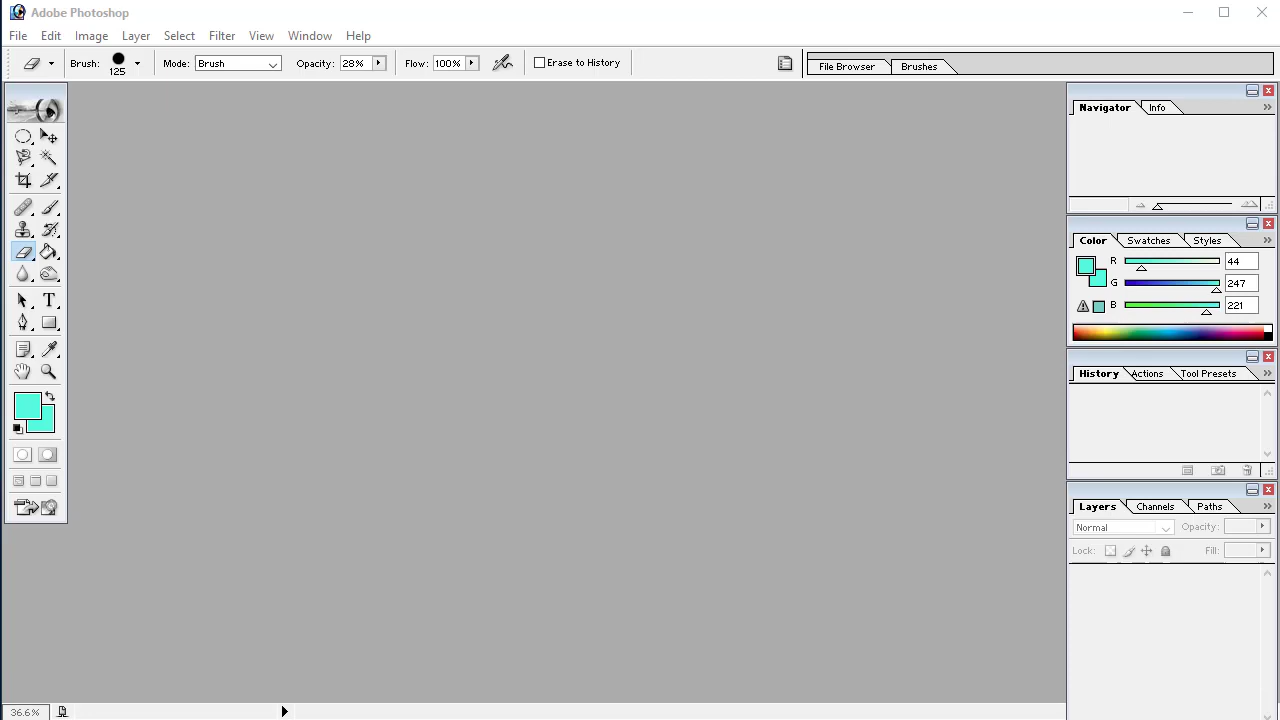 Adobe Photoshop
File Edit Image Layer Select Filter View Window Help
Brush: 125 Mode: Brush Opacity: 28% Flow: 100% Erase to History File Browser Brushes
Navigator Info
Color Swatches Styles
R 44
G 247
B 221
T
History Actions Tool Presets
Layers Channels Paths
Normal Opacity:
Lock: Fill:
36.6%